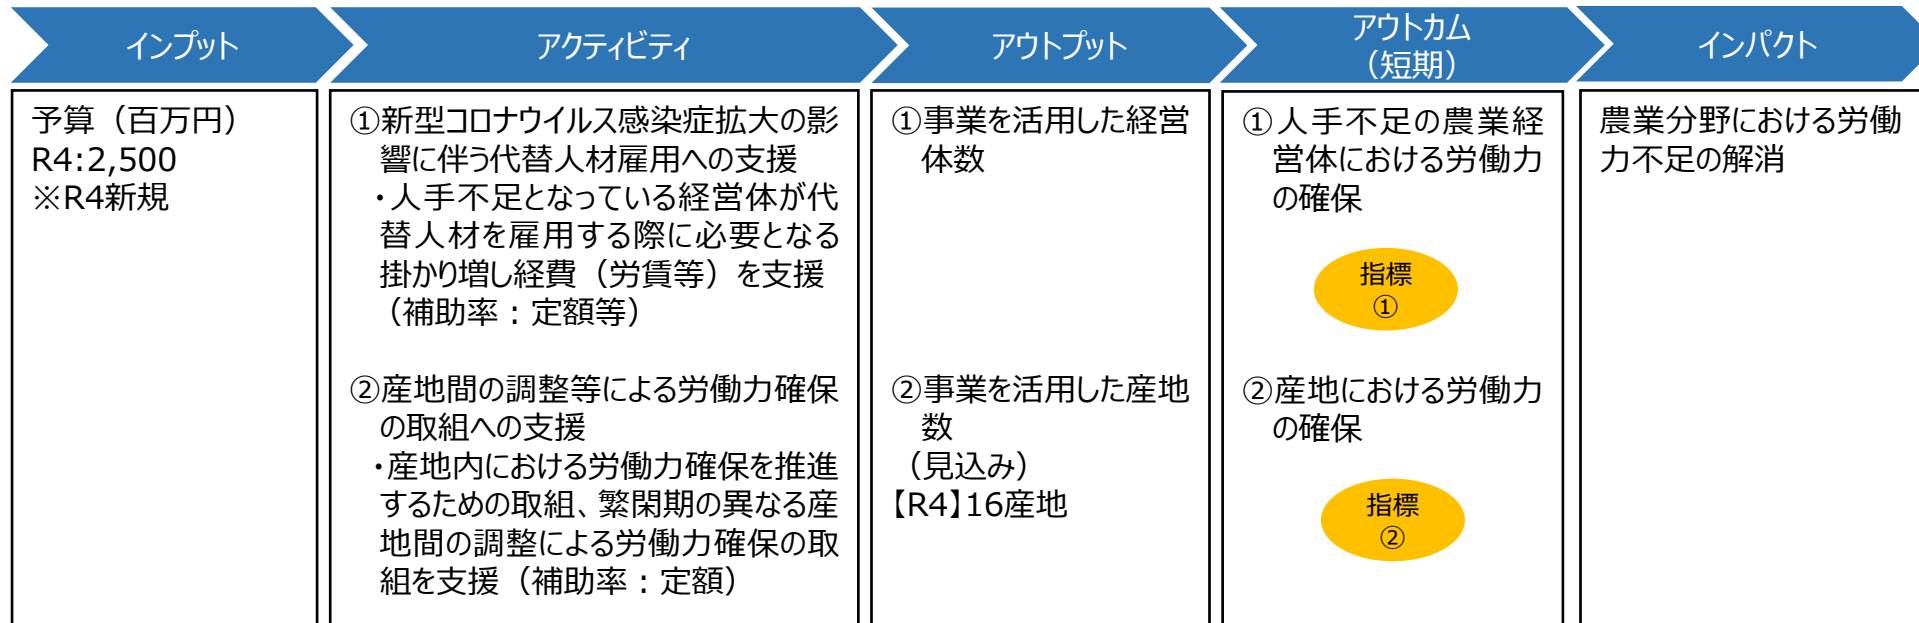 インプット
アクティビティ
アウトプット
アウトカム
（短期）
インパクト
予算（百万円）
R4:2,500
※R4新規
①新型コロナウイルス感染症拡大の影
響に伴う代替人材雇用への支援
・人手不足となっている経営体が代
替人材を雇用する際に必要となる
掛かり増し経費（労賃等）を支援
（補助率：定額等）
②産地間の調整等による労働力確保
の取組への支援
・産地内における労働力確保を推進
するための取組、繁閑期の異なる産
地間の調整による労働力確保の取
組を支援（補助率：定額）
①事業を活用した経営
体数
②事業を活用した産地
数
（見込み）
【R4】16産地
①人手不足の農業経
営体における労働力
の確保
指標
①
②産地における労働力
の確保
指標
②
農業分野における労働
力不足の解消